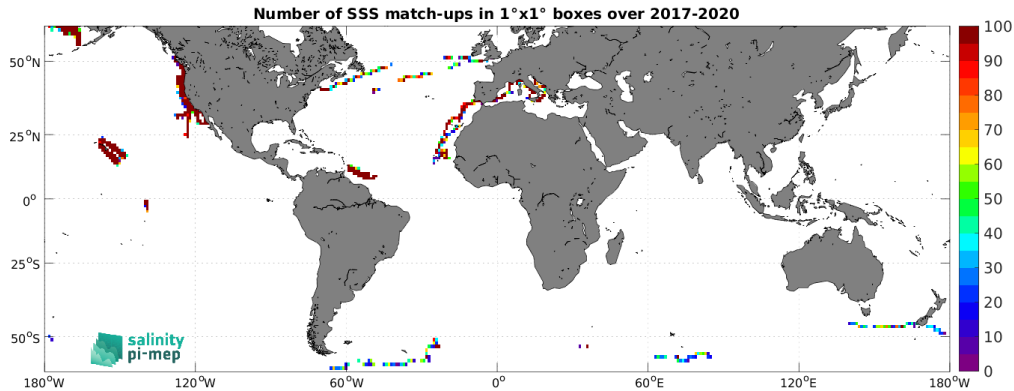 Number of SSS match-ups in 1°x1° boxes over 2017-2020
100
90
80
70
60
50
40
30
20
10
0
50°N
25°N
0°
25°S
50°S
salinity
pi-mep
180°W 120°W 60°W 0° 60°E 120°E 180°W